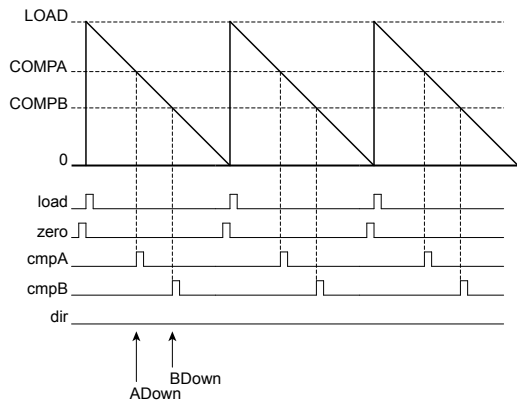 LOAD
COMPA
COMPB
0
load
zero
cmpA
cmpB
dir
BDown
ADown